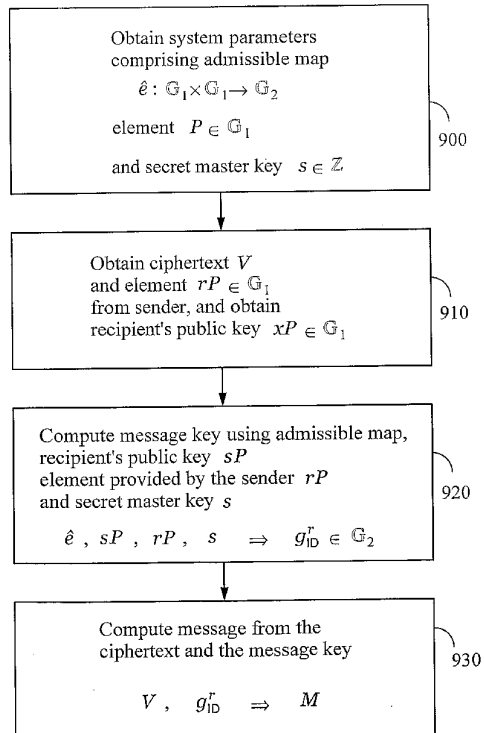 Obtain system parameters
comprising admissible map
ê : 𝔾₁ × 𝔾₁ → 𝔾₂
element P ∈ 𝔾₁
and secret master key s ∈ ℤ
900
Obtain ciphertext V
and element rP ∈ 𝔾₁
from sender, and obtain
recipient's public key xP ∈ 𝔾₁
910
Compute message key using admissible map,
recipient's public key sP
element provided by the sender rP
and secret master key s
ê , sP , rP , s ⇒ g_ID^r ∈ 𝔾₂
920
Compute message from the
ciphertext and the message key
V , g_ID^r ⇒ M
930